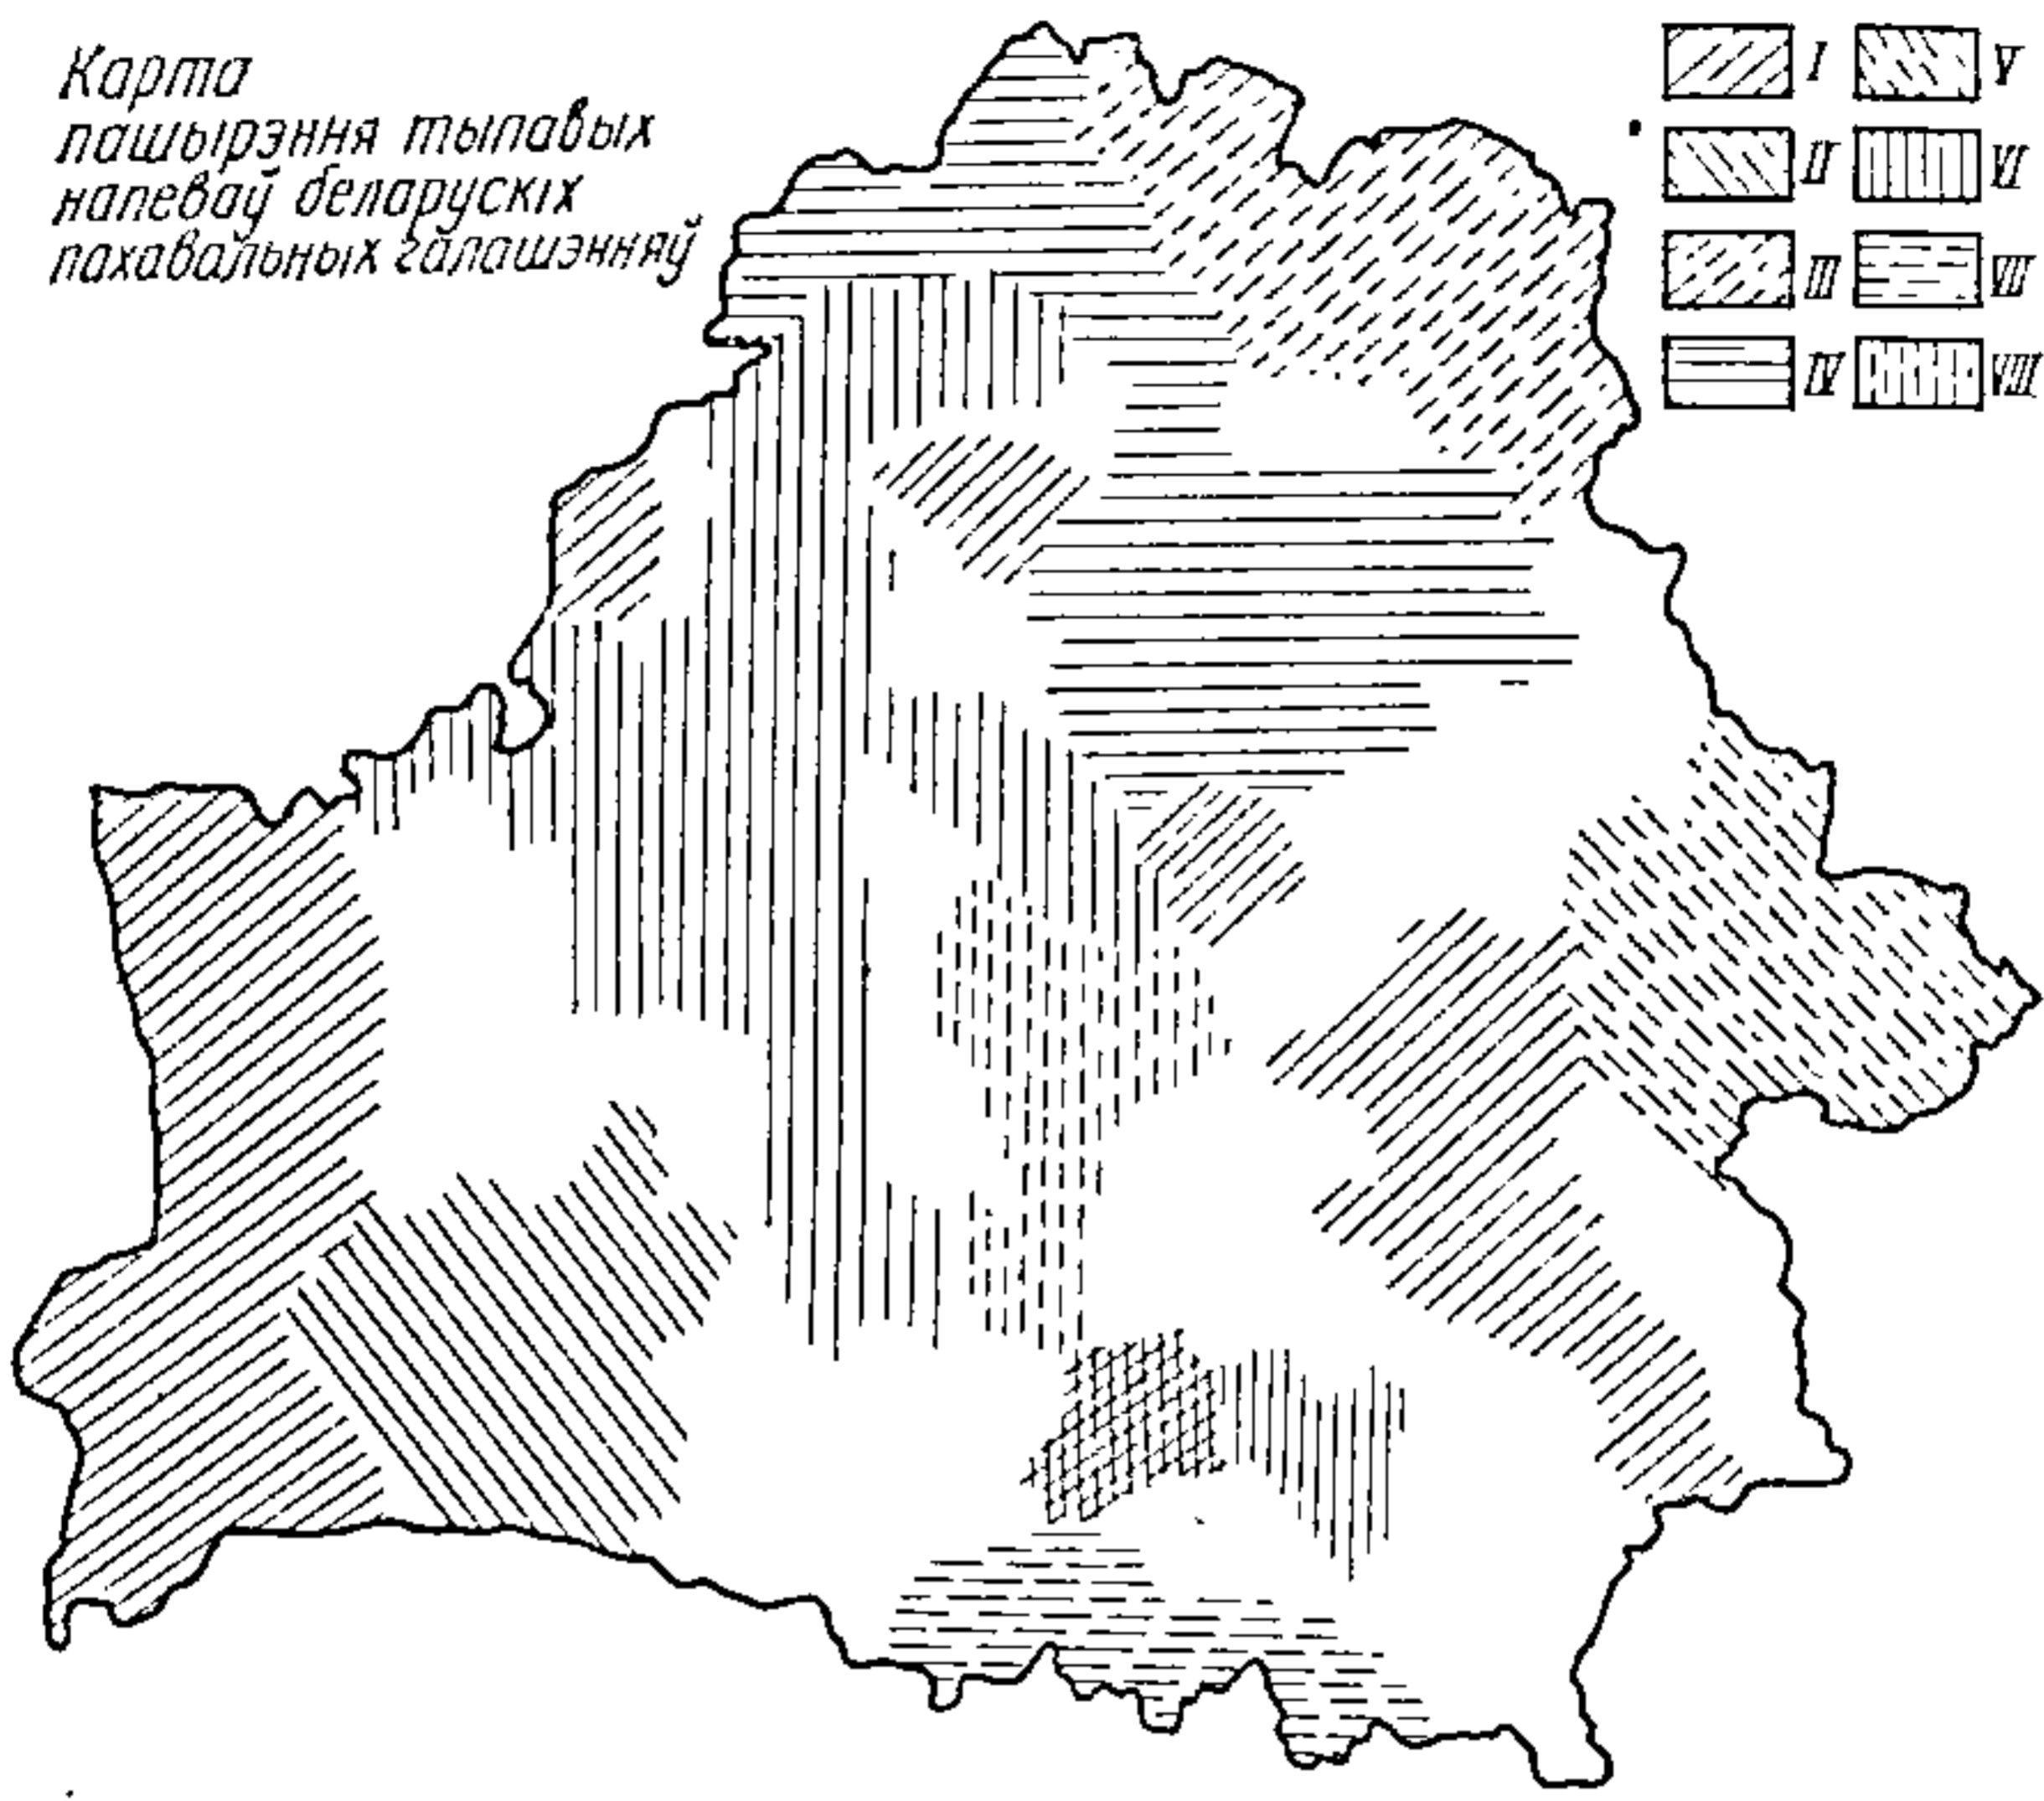 Карта
пашырэння тыпавых
напеваў беларускіх
пахавальных галашэнняў
I V
II VI
III VII
IV VIII